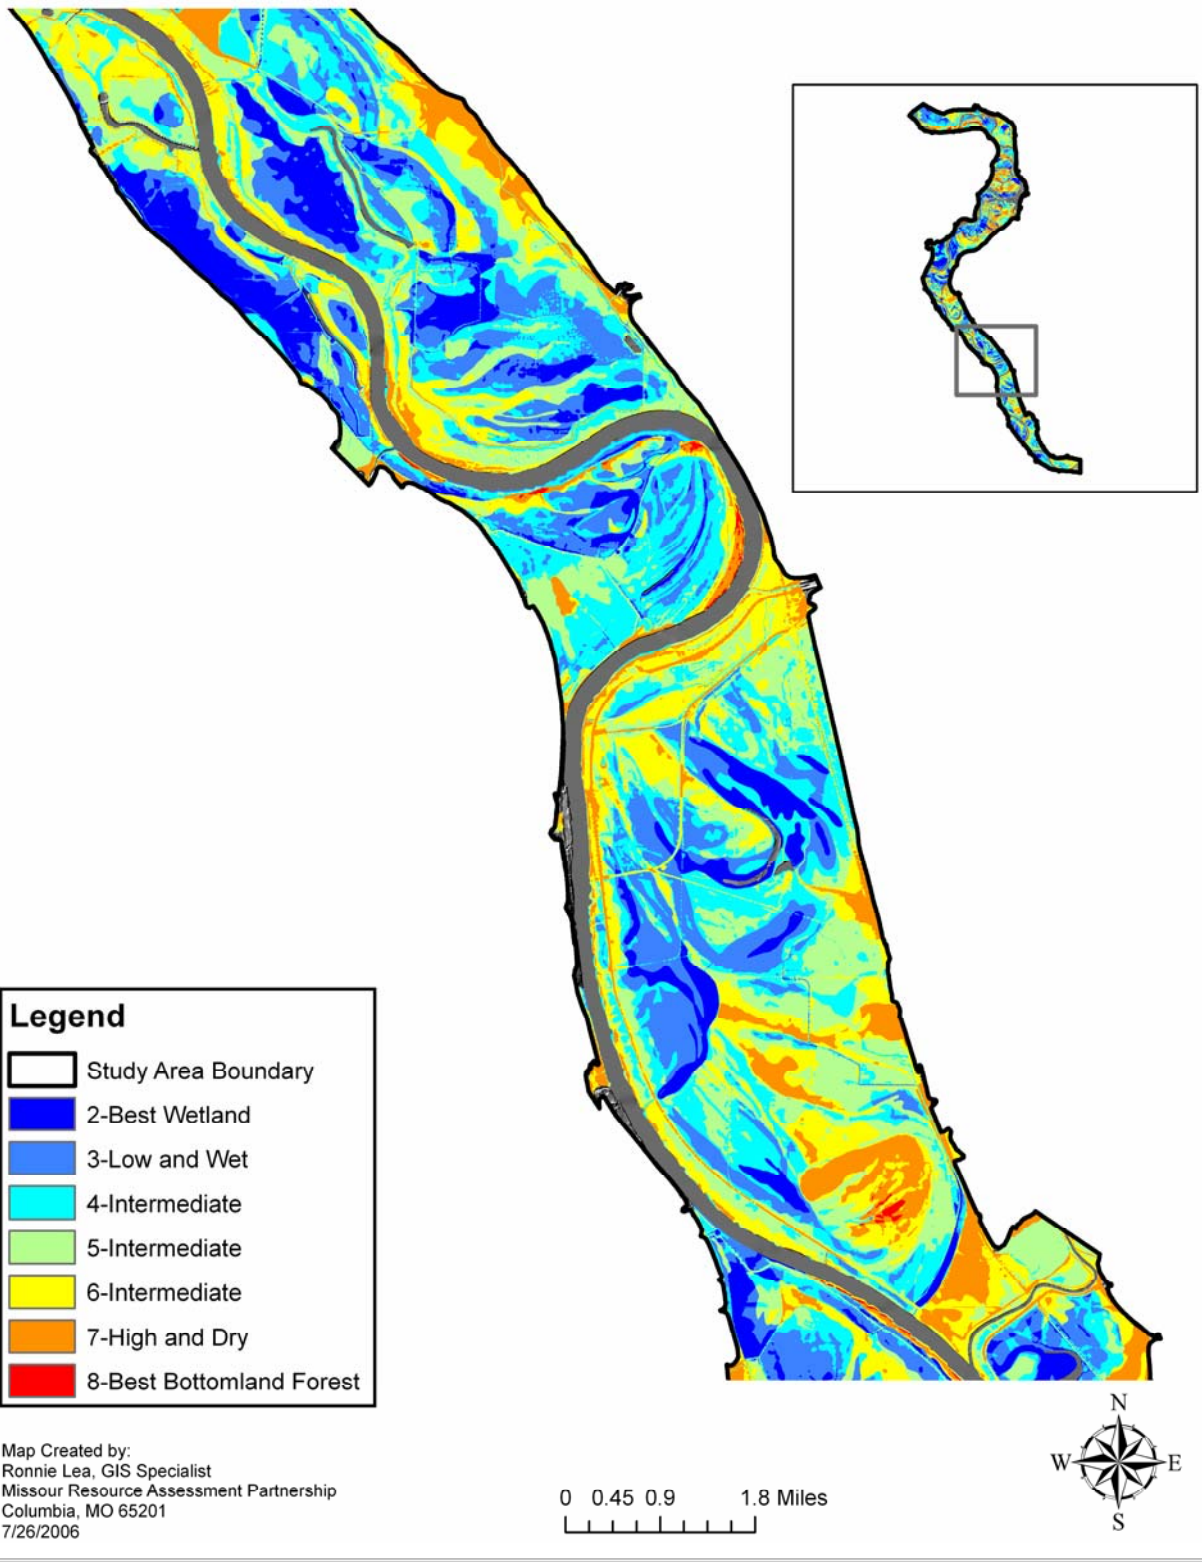 Legend
Study Area Boundary
2-Best Wetland
3-Low and Wet
4-Intermediate
5-Intermediate
6-Intermediate
7-High and Dry
8-Best Bottomland Forest
Map Created by:
Ronnie Lea, GIS Specialist
Missour Resource Assessment Partnership
Columbia, MO 65201
7/26/2006
0 0.45 0.9 1.8 Miles
N
W E
S